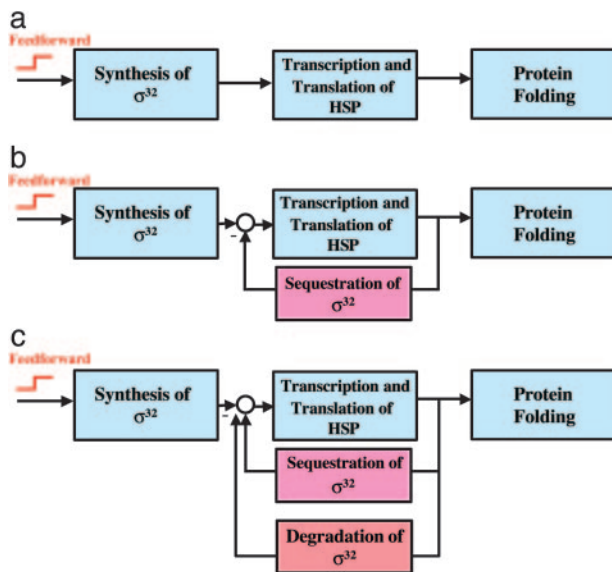 a
Feedforward
Synthesis of
σ³²
Transcription and
Translation of
HSP
Protein
Folding
b
Feedforward
Synthesis of
σ³²
-
Transcription and
Translation of
HSP
Protein
Folding
Sequestration of
σ³²
c
Feedforward
Synthesis of
σ³²
-
Transcription and
Translation of
HSP
Protein
Folding
Sequestration of
σ³²
Degradation of
σ³²